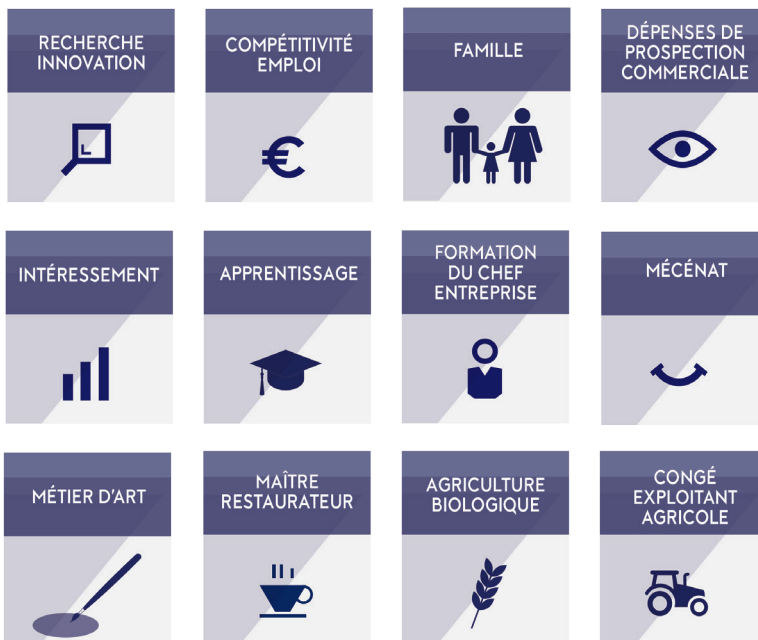 RECHERCHE
INNOVATION
COMPÉTITIVITÉ
EMPLOI
FAMILLE
DÉPENSES DE
PROSPECTION
COMMERCIALE
INTÉRESSEMENT
APPRENTISSAGE
FORMATION
DU CHEF
ENTREPRISE
MÉCÉNAT
MÉTIER D'ART
MAÎTRE
RESTAURATEUR
AGRICULTURE
BIOLOGIQUE
CONGÉ
EXPLOITANT
AGRICOLE